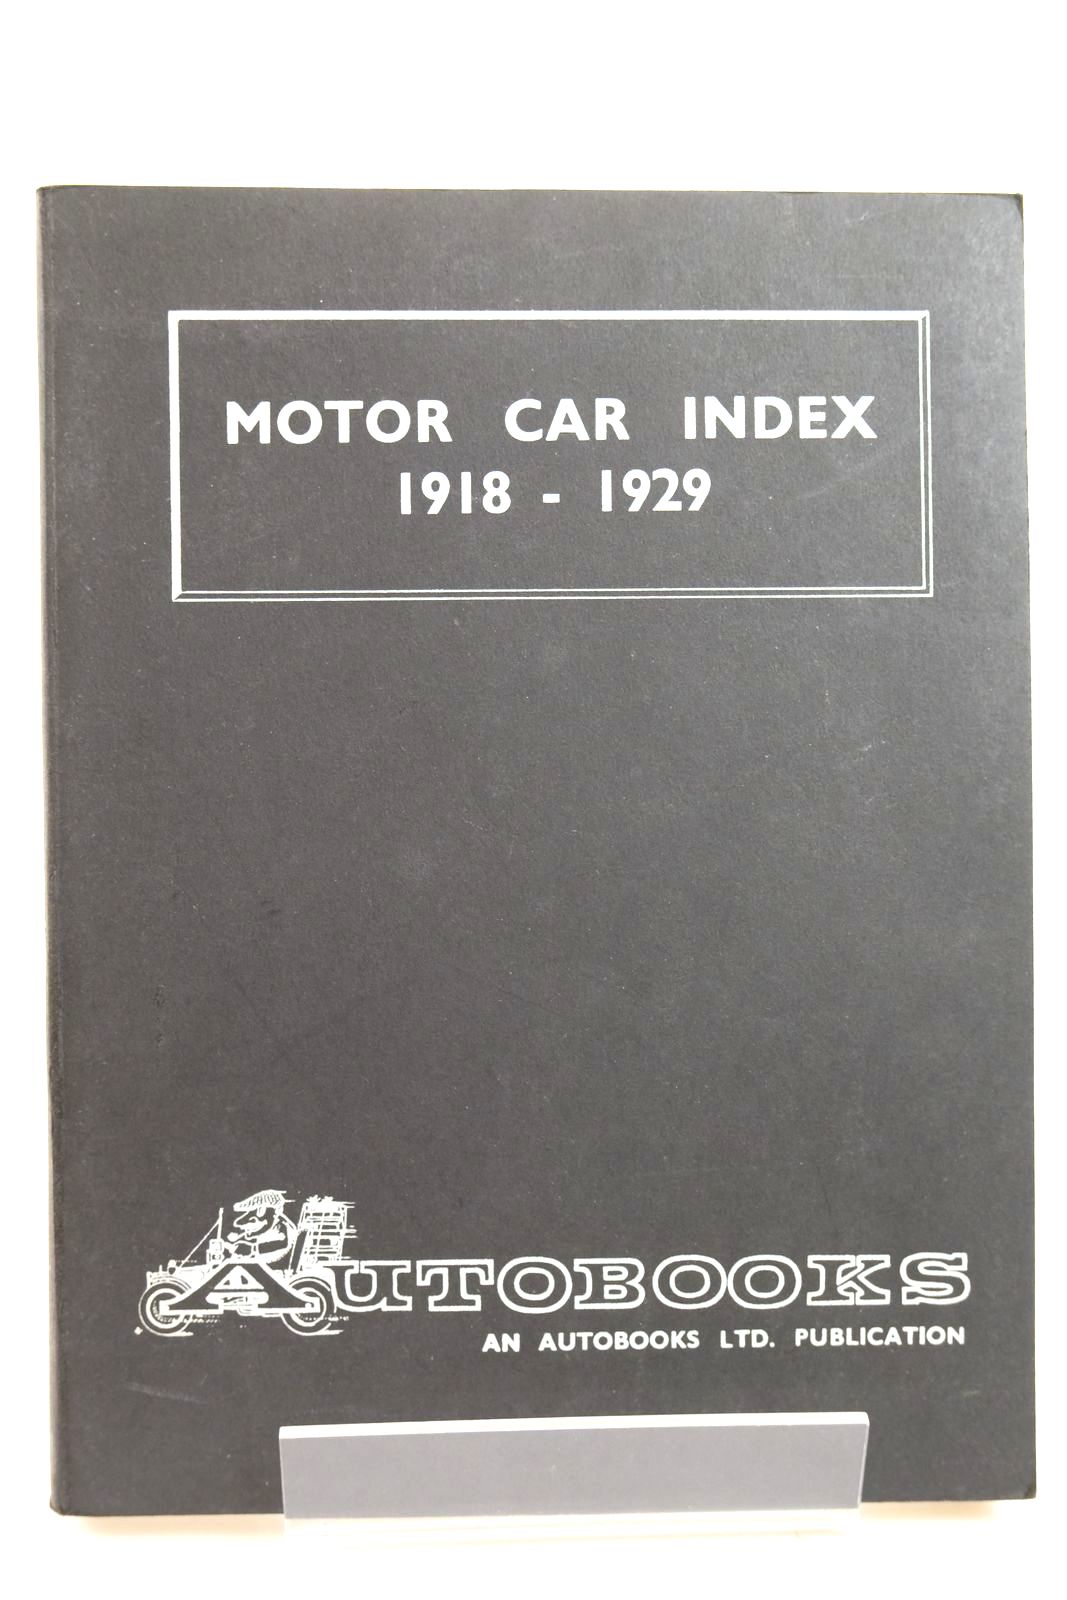 MOTOR CAR INDEX
1918 - 1929
AUTOBOOKS
AN AUTOBOOKS LTD. PUBLICATION